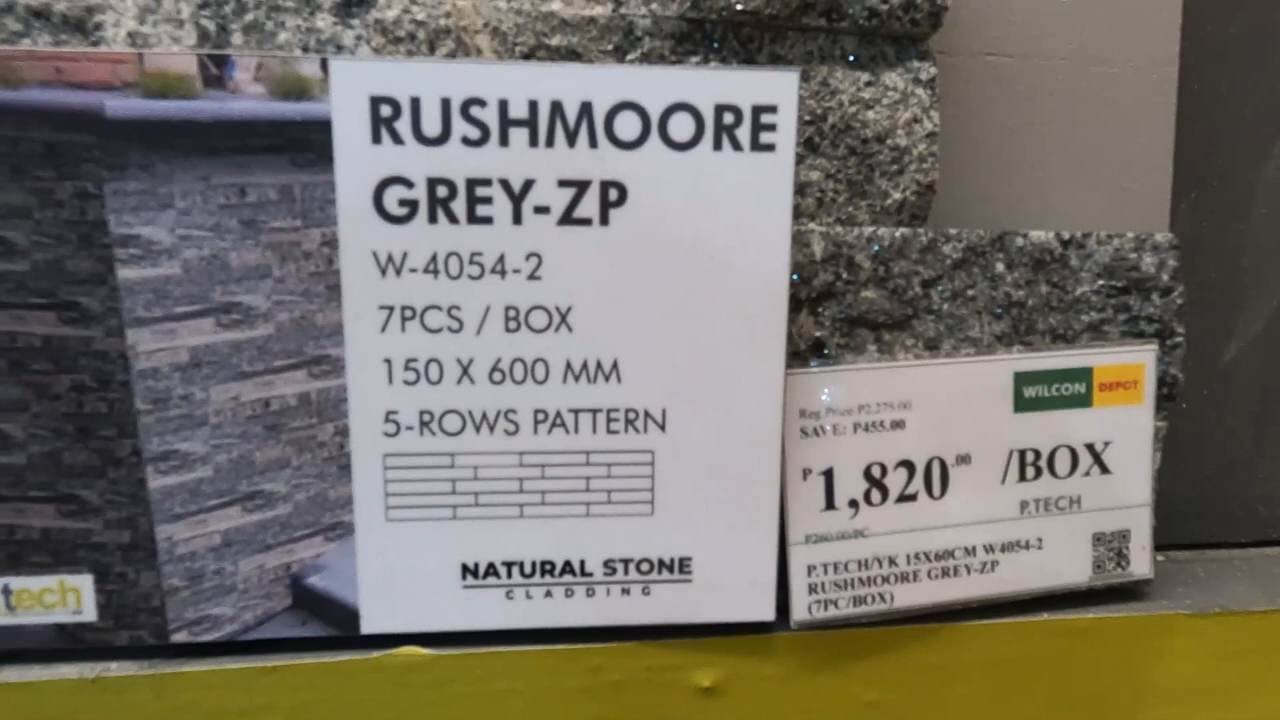 RUSHMOORE
GREY-ZP
W-4054-2
7PCS / BOX
150 X 600 MM
5-ROWS PATTERN
NATURAL STONE
CLADDING
tech
WILCON DEPOT
Reg. Price: P2,275.00
SAVE: P455.00
P1,820.00 /BOX
P.TECH
P260.00/PC
P.TECH/YK 15X60CM W4054-2
RUSHMOORE GREY-ZP
(7PC/BOX)